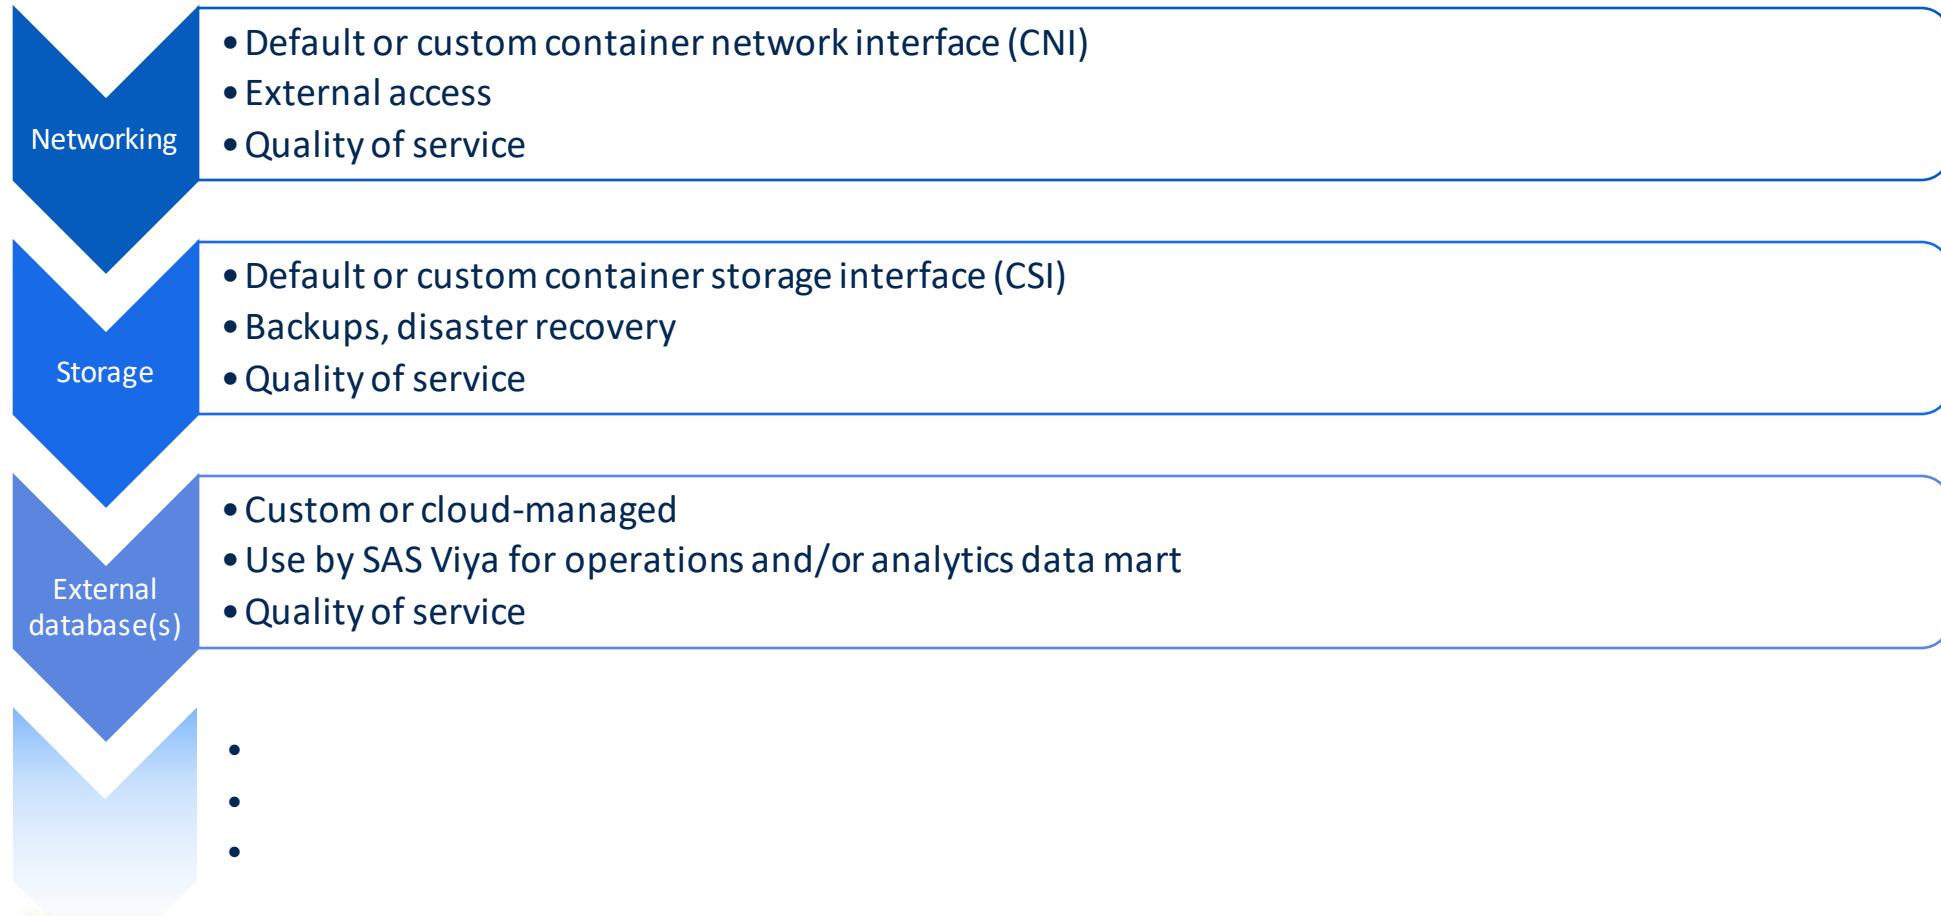 Networking
• Default or custom container network interface (CNI)
• External access
• Quality of service
Storage
• Default or custom container storage interface (CSI)
• Backups, disaster recovery
• Quality of service
External
database(s)
• Custom or cloud-managed
• Use by SAS Viya for operations and/or analytics data mart
• Quality of service
•
•
•